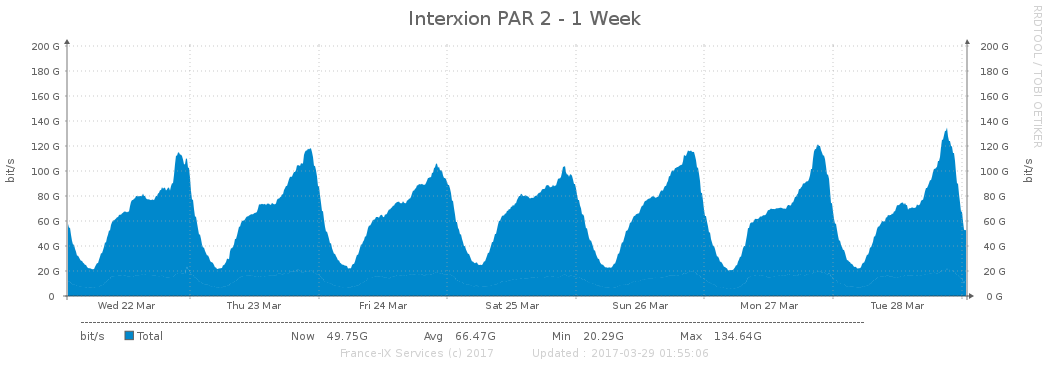 Interxion PAR 2 - 1 Week
RRDTOOL / TOBI OETIKER
bit/s
200 G 200 G
180 G 180 G
160 G 160 G
140 G 140 G
120 G 120 G
100 G 100 G
80 G 80 G
60 G 60 G
40 G 40 G
20 G 20 G
0 0 G
bit/s
Wed 22 Mar Thu 23 Mar Fri 24 Mar Sat 25 Mar Sun 26 Mar Mon 27 Mar Tue 28 Mar
bit/s Total Now 49.75G Avg 66.47G Min 20.29G Max 134.64G
France-IX Services (c) 2017 Updated : 2017-03-29 01:55:06